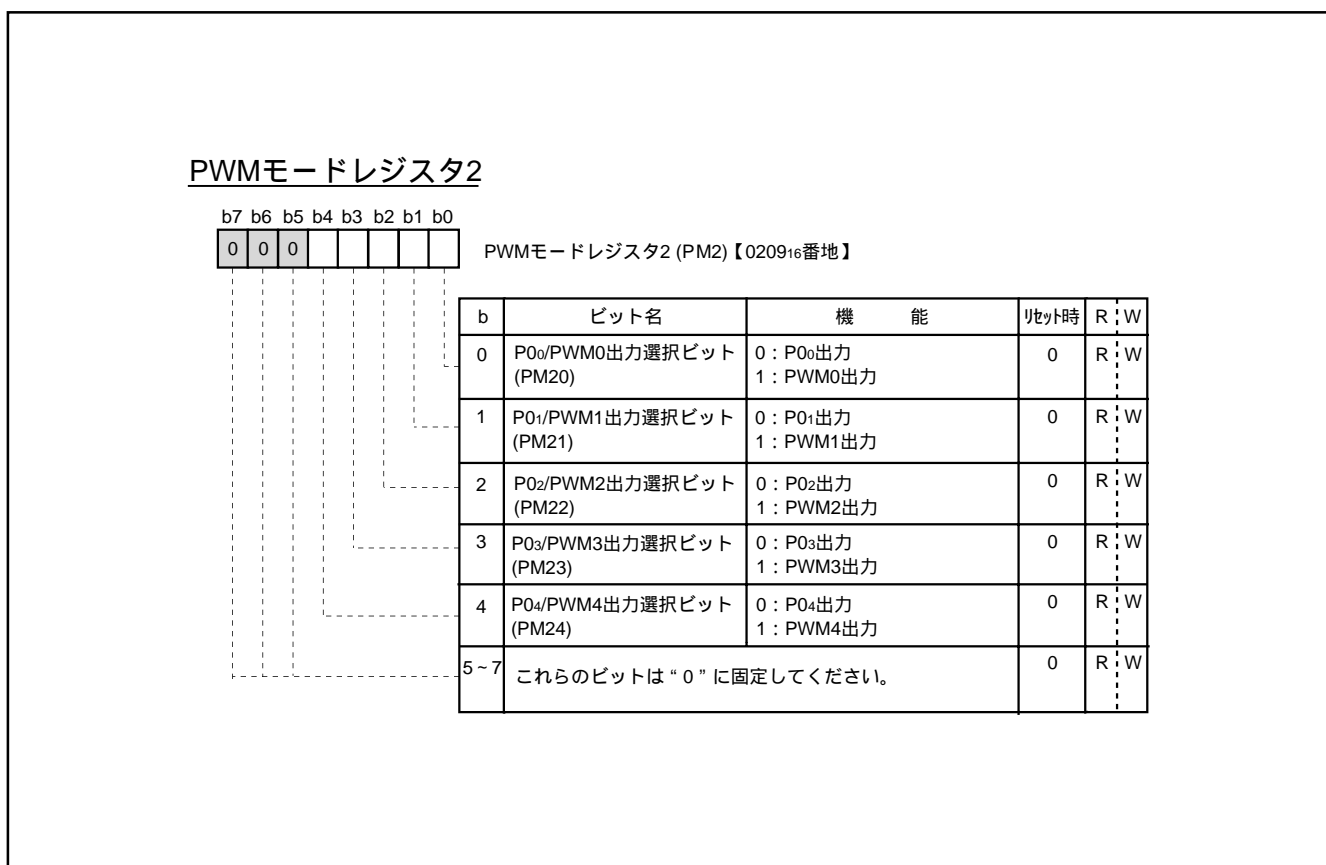 PWMモードレジスタ2
b7 b6 b5 b4 b3 b2 b1 b0
0 0 0
PWMモードレジスタ2 (PM2)【020916番地】
b ビット名 機 能 リセット時 R W
0 P00/PWM0出力選択ビット (PM20) 0:P00出力 1:PWM0出力 0 R W
1 P01/PWM1出力選択ビット (PM21) 0:P01出力 1:PWM1出力 0 R W
2 P02/PWM2出力選択ビット (PM22) 0:P02出力 1:PWM2出力 0 R W
3 P03/PWM3出力選択ビット (PM23) 0:P03出力 1:PWM3出力 0 R W
4 P04/PWM4出力選択ビット (PM24) 0:P04出力 1:PWM4出力 0 R W
5~7 これらのビットは“0”に固定してください。 0 R W